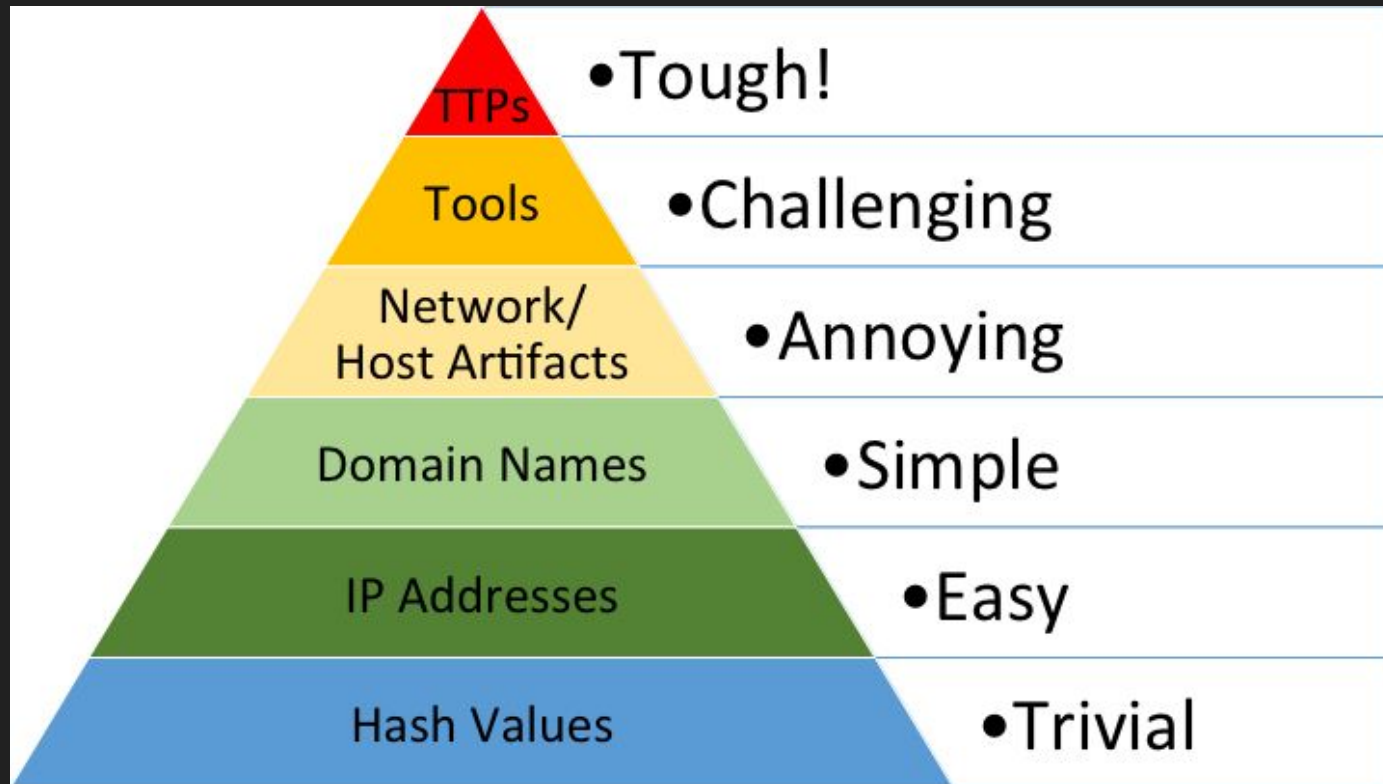 TTPs
•Tough!
Tools
•Challenging
Network/
Host Artifacts
•Annoying
Domain Names
•Simple
IP Addresses
•Easy
Hash Values
•Trivial